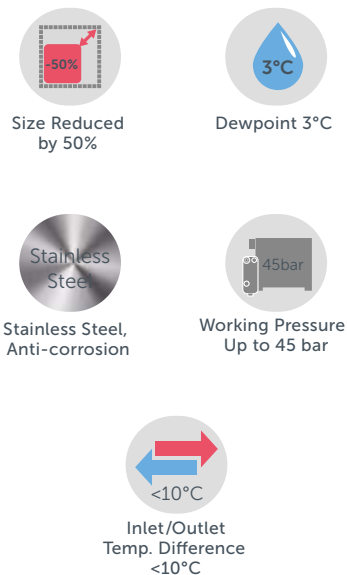 -50%
Size Reduced
by 50%
3°C
Dewpoint 3°C
Stainless
Steel
Stainless Steel,
Anti-corrosion
45bar
Working Pressure
Up to 45 bar
<10°C
Inlet/Outlet
Temp. Difference
<10°C